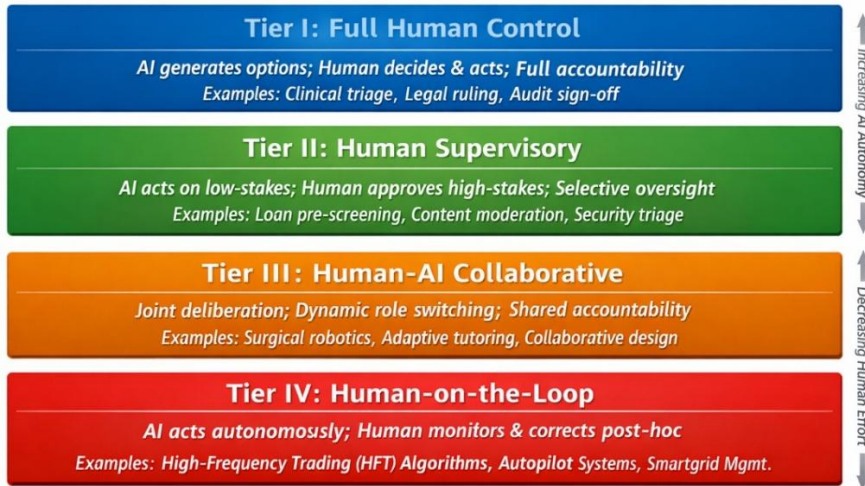 Tier I: Full Human Control
AI generates options; Human decides & acts; Full accountability
Examples: Clinical triage, Legal ruling, Audit sign-off
Tier II: Human Supervisory
AI acts on low-stakes; Human approves high-stakes; Selective oversight
Examples: Loan pre-screening, Content moderation, Security triage
Tier III: Human-AI Collaborative
Joint deliberation; Dynamic role switching; Shared accountability
Examples: Surgical robotics, Adaptive tutoring, Collaborative design
Tier IV: Human-on-the-Loop
AI acts autonomously; Human monitors & corrects post-hoc
Examples: High-Frequency Trading (HFT) Algorithms, Autopilot Systems, Smartgrid Mgmt.
Increasing AI Autonomy
Decreasing Human Effort